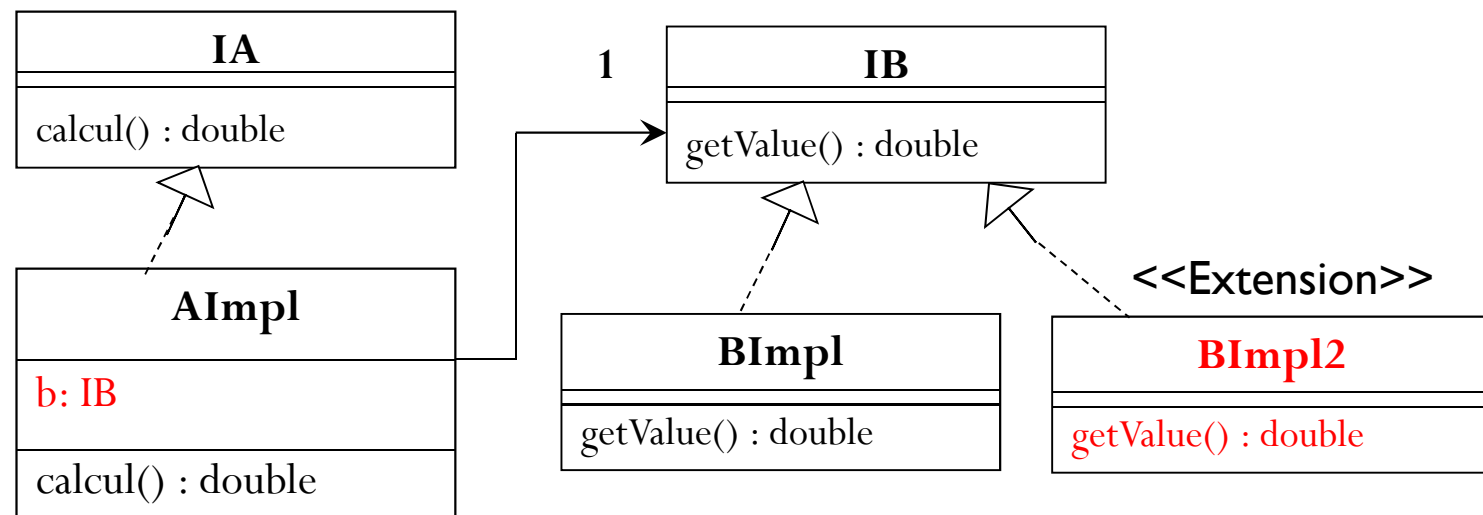 IA
calcul() : double
1
IB
getValue() : double
AImpl
b: IB
calcul() : double
BImpl
getValue() : double
<<Extension>>
BImpl2
getValue() : double